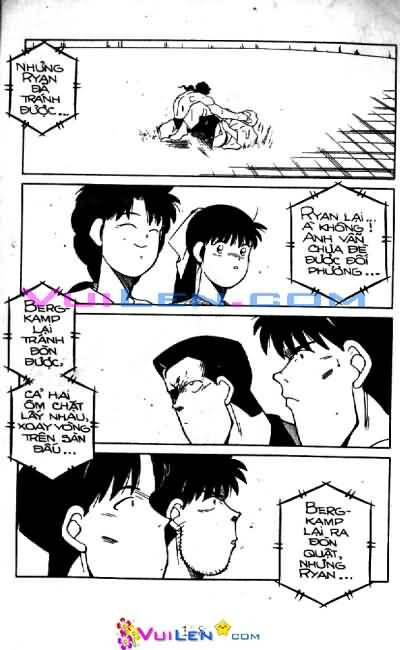 NHƯNG
RYAN
ĐÃ
TRÁNH
ĐƯỢC...
RYAN LẠI...
À KHÔNG!
ANH VẪN
CHƯA ĐÈ
ĐƯỢC ĐỐI
PHƯƠNG...
VUILEN.COM
BERG-
KAMP
LẠI
TRÁNH
ĐÒN
ĐƯỢC.
CẢ HAI
ÔM CHẶT
LẤY NHAU,
XOAY VÒNG
TRÊN SÀN
ĐẤU...
BERG-
KAMP
LẠI RA
ĐÒN
QUẬT,
NHƯNG
RYAN...
VUILEN.COM